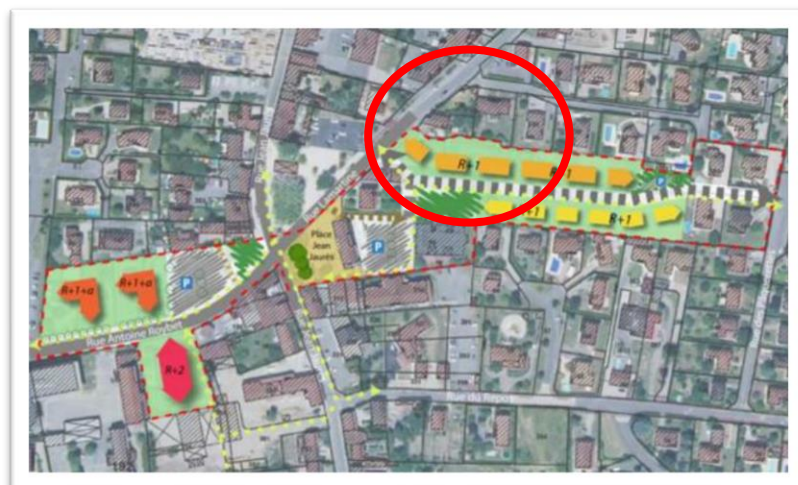 R+1
R+1
P
R+1
R+1
Place
Jean
Jaurès
P
R+1+a
R+1+a
P
Rue Antoine Roybet
R+2
Rue du Repos